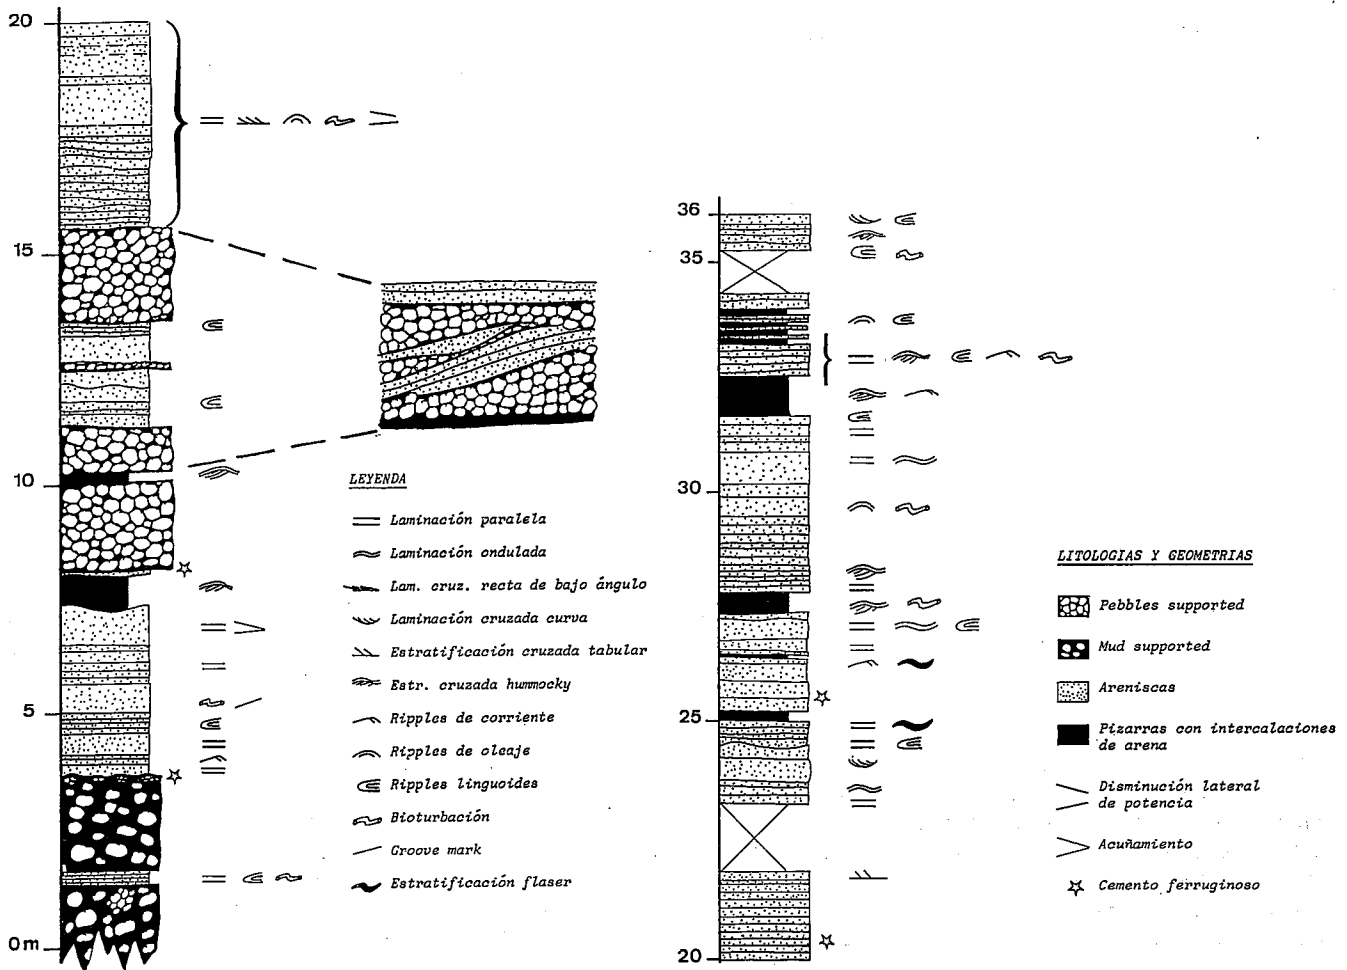 20
15
10
5
0m
36
35
30
25
20
LEYENDA
Laminación paralela
Laminación ondulada
Lam. cruz. recta de bajo ángulo
Laminación cruzada curva
Estratificación cruzada tabular
Estr. cruzada hummocky
Ripples de corriente
Ripples de oleaje
Ripples linguoides
Bioturbación
Groove mark
Estratificación flaser
LITOLOGIAS Y GEOMETRIAS
Pebbles supported
Mud supported
Areniscas
Pizarras con intercalaciones
de arena
Disminución lateral
de potencia
Acuñamiento
Cemento ferruginoso